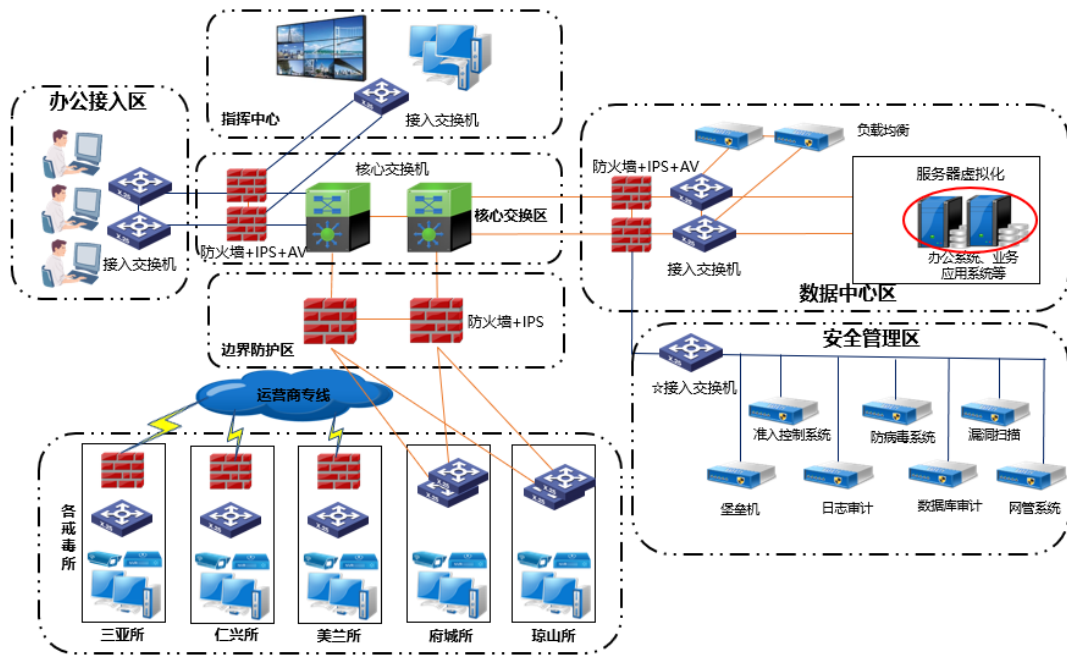 办公接入区
接入交换机
指挥中心
接入交换机
核心交换机
核心交换区
防火墙+IPS+AV
防火墙+IPS
边界防护区
负载均衡
防火墙+IPS+AV
接入交换机
服务器虚拟化
办公系统、业务
应用系统等
数据中心区
安全管理区
☆接入交换机
准入控制系统
防病毒系统
漏洞扫描
堡垒机
日志审计
数据库审计
网管系统
运营商专线
各戒毒所
三亚所
仁兴所
美兰所
府城所
琼山所